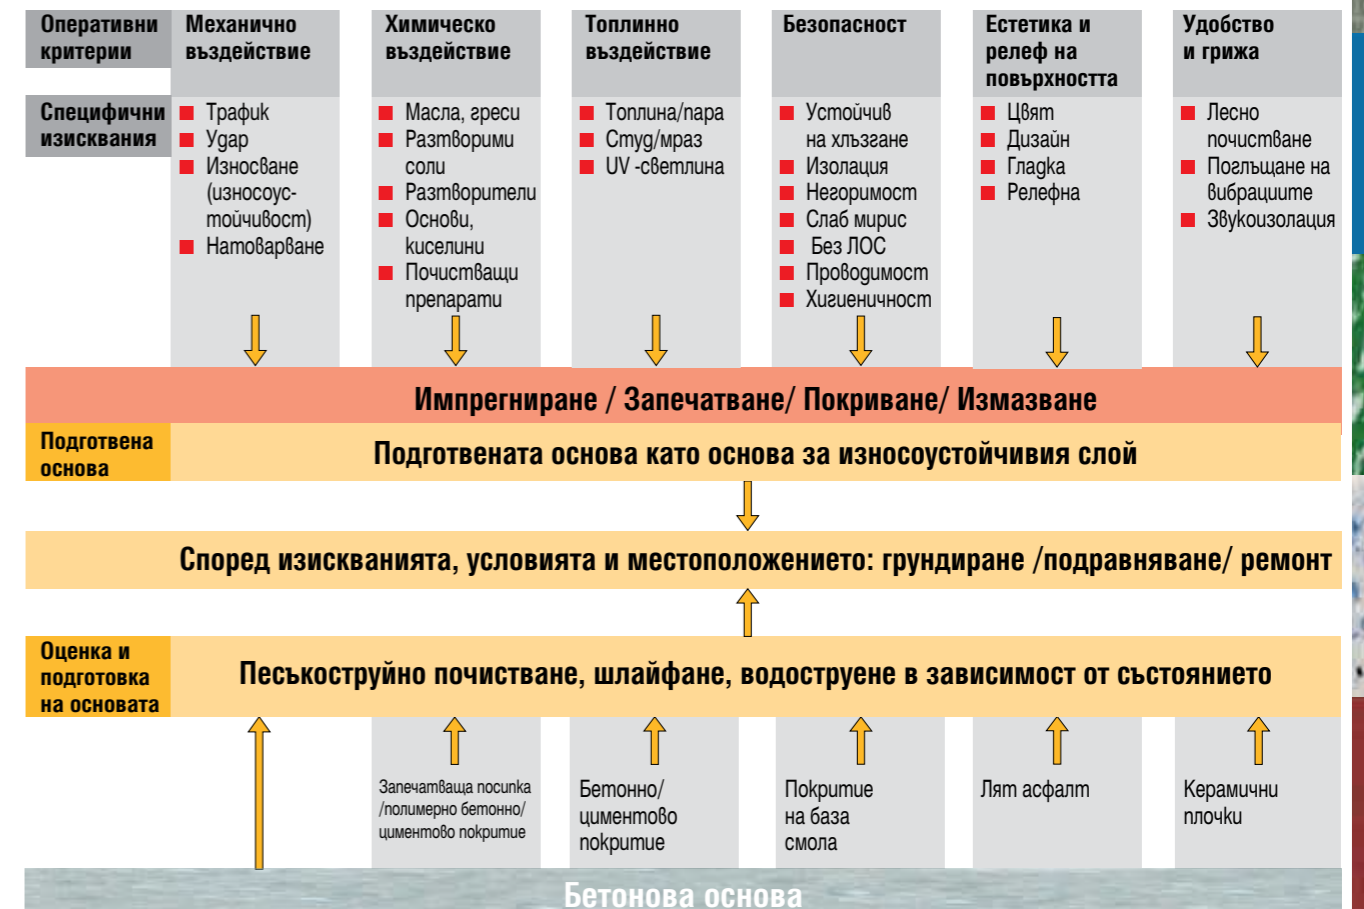 Оперативни
критерии
Механично
въздействие
Химическо
въздействие
Топлинно
въздействие
Безопасност
Естетика и
релеф на
повърхността
Удобство
и грижа
Специфични
изисквания
Трафик
Удар
Износване
(износоус-
тойчивост)
Натоварване
Масла, греси
Разтворими
соли
Разтворители
Основи,
киселини
Почистващи
препарати
Топлина/пара
Студ/мраз
UV -светлина
Устойчив
на хлъзгане
Изолация
Негоримост
Слаб мирис
Без ЛОС
Проводимост
Хигиеничност
Цвят
Дизайн
Гладка
Релефна
Лесно
почистване
Поглъщане на
вибрациите
Звукоизолация
Импрегниране / Запечатване/ Покриване/ Измазване
Подготвена
основа
Подготвената основа като основа за износоустойчивия слой
Според изискванията, условията и местоположението: грундиране /подравняване/ ремонт
Оценка и
подготовка
на основата
Песъкоструйно почистване, шлайфане, водоструене в зависимост от състоянието
Запечатваща посипка
/полимерно бетонно/
циментово покритие
Бетонно/
циментово
покритие
Покритие
на база
смола
Лят асфалт
Керамични
плочки
Бетонова основа